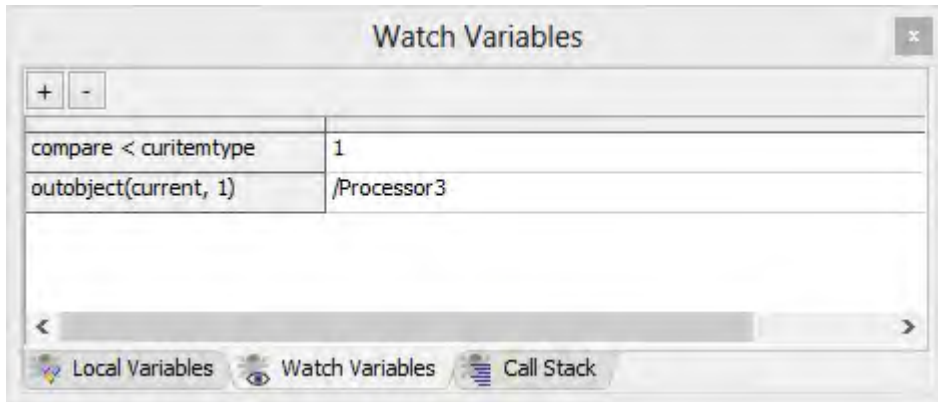 Watch Variables
x
+ -
compare < curitemtype 1
outobject(current, 1) /Processor3
Local Variables Watch Variables Call Stack